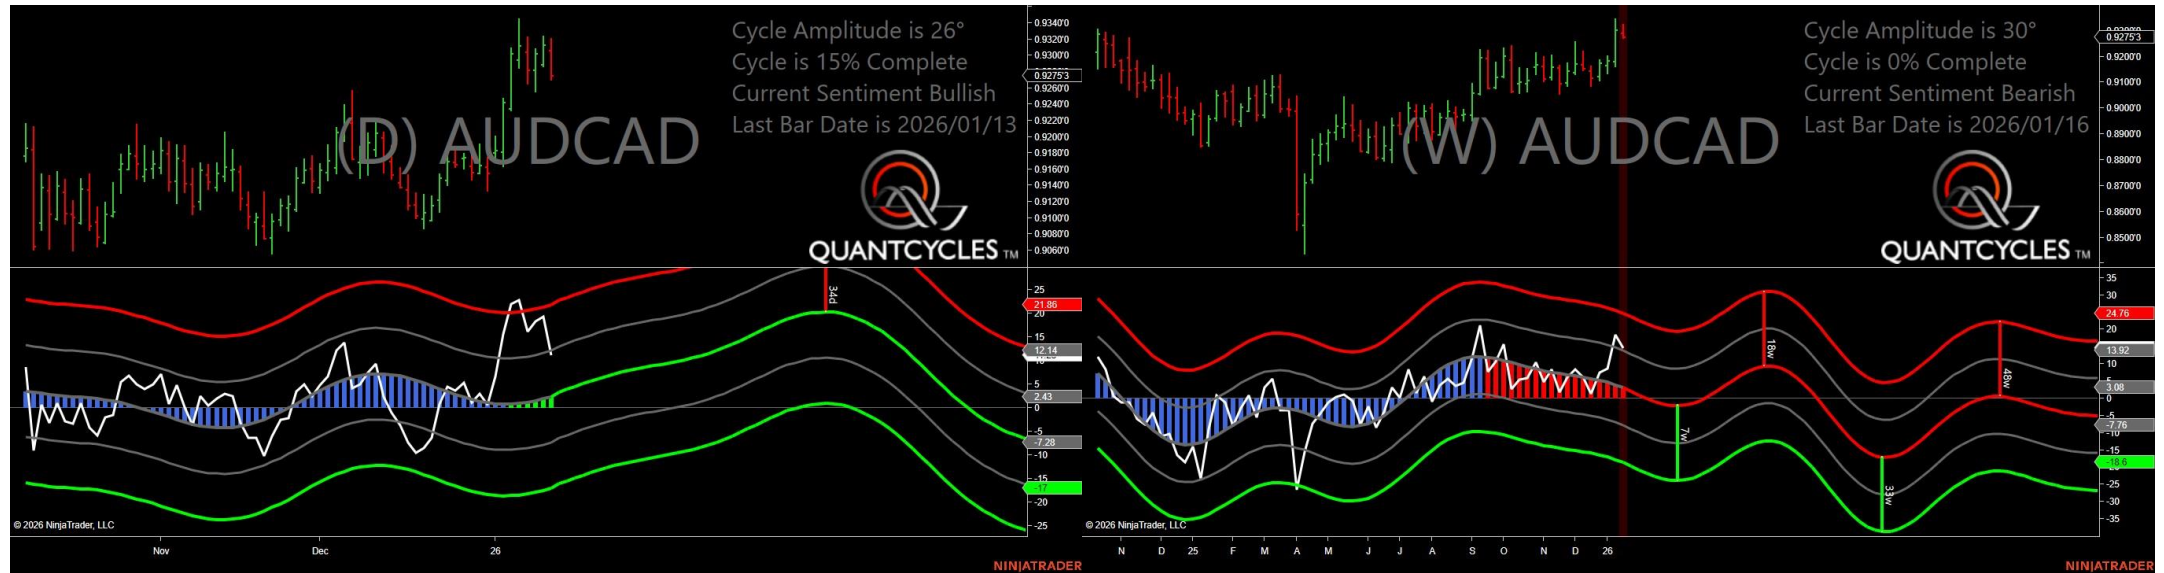 Cycle Amplitude is 26°
Cycle is 15% Complete
Current Sentiment Bullish
Last Bar Date is 2026/01/13
(D) AUDCAD
QUANTCYCLES TM
0.9340'0
0.9320'0
0.9300'0
0.9275'3
0.9260'0
0.9240'0
0.9220'0
0.9200'0
0.9180'0
0.9160'0
0.9140'0
0.9120'0
0.9100'0
0.9080'0
0.9060'0
34d
25
21.86
20
15
12.14
5
2.43
0
-5
-7.28
-10
-15
-17
-20
-25
© 2026 NinjaTrader, LLC
Nov
Dec
26
NINJATRADER
Cycle Amplitude is 30°
Cycle is 0% Complete
Current Sentiment Bearish
Last Bar Date is 2026/01/16
(W) AUDCAD
QUANTCYCLES TM
0.9275'3
0.9200'0
0.9100'0
0.9000'0
0.8900'0
0.8800'0
0.8700'0
0.8600'0
0.8500'0
7w
18w
33w
48w
35
30
24.76
20
13.92
10
3.08
0
-5
-7.76
-10
-15
-18.6
-25
-30
-35
© 2026 NinjaTrader, LLC
N D 25 F M A M J J A S O N D 26
NINJATRADER